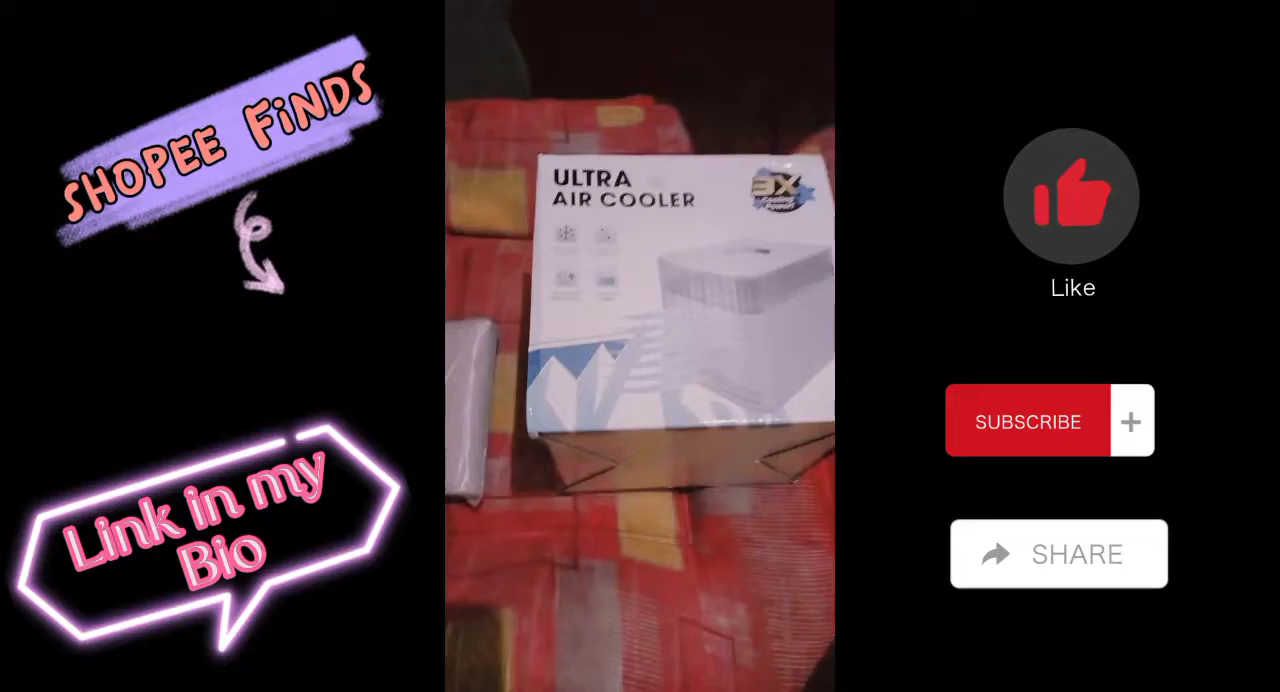 SHOPEE FiNDS
Link in my
Bio
ULTRA
AIR COOLER
3X
Like
SUBSCRIBE +
SHARE